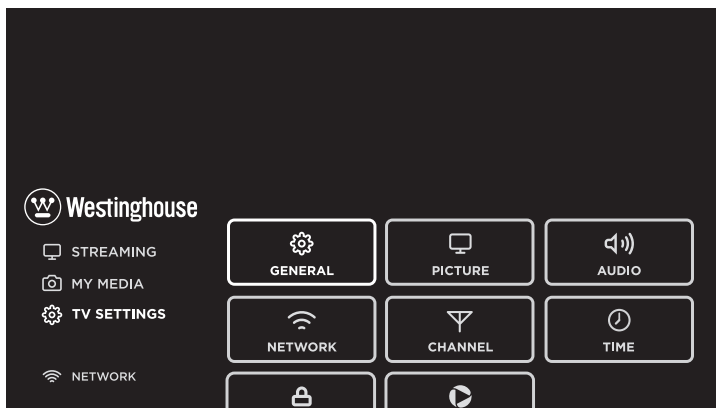 Westinghouse
STREAMING
MY MEDIA
TV SETTINGS
NETWORK
GENERAL
PICTURE
AUDIO
NETWORK
CHANNEL
TIME